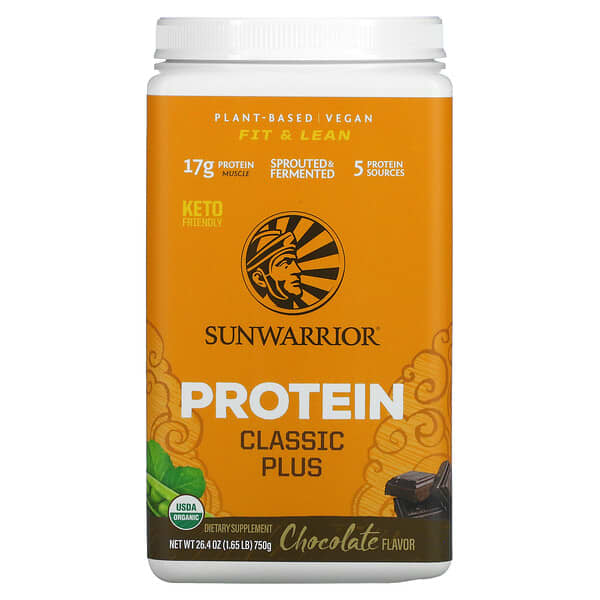 PLANT-BASED | VEGAN
FIT & LEAN
17g PROTEIN MUSCLE
SPROUTED & FERMENTED
5 PROTEIN SOURCES
KETO
FRIENDLY
SUNWARRIOR®
PROTEIN
CLASSIC
PLUS
USDA
ORGANIC
DIETARY SUPPLEMENT
NET WT 26.4 OZ (1.65 LB) 750g
Chocolate FLAVOR